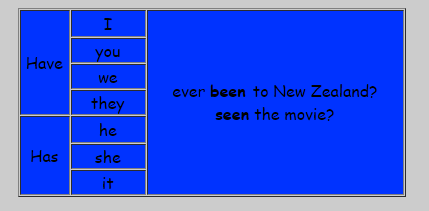 I
you
Have
we
ever been to New Zealand?
they
seen the movie?
he
Has
she
it